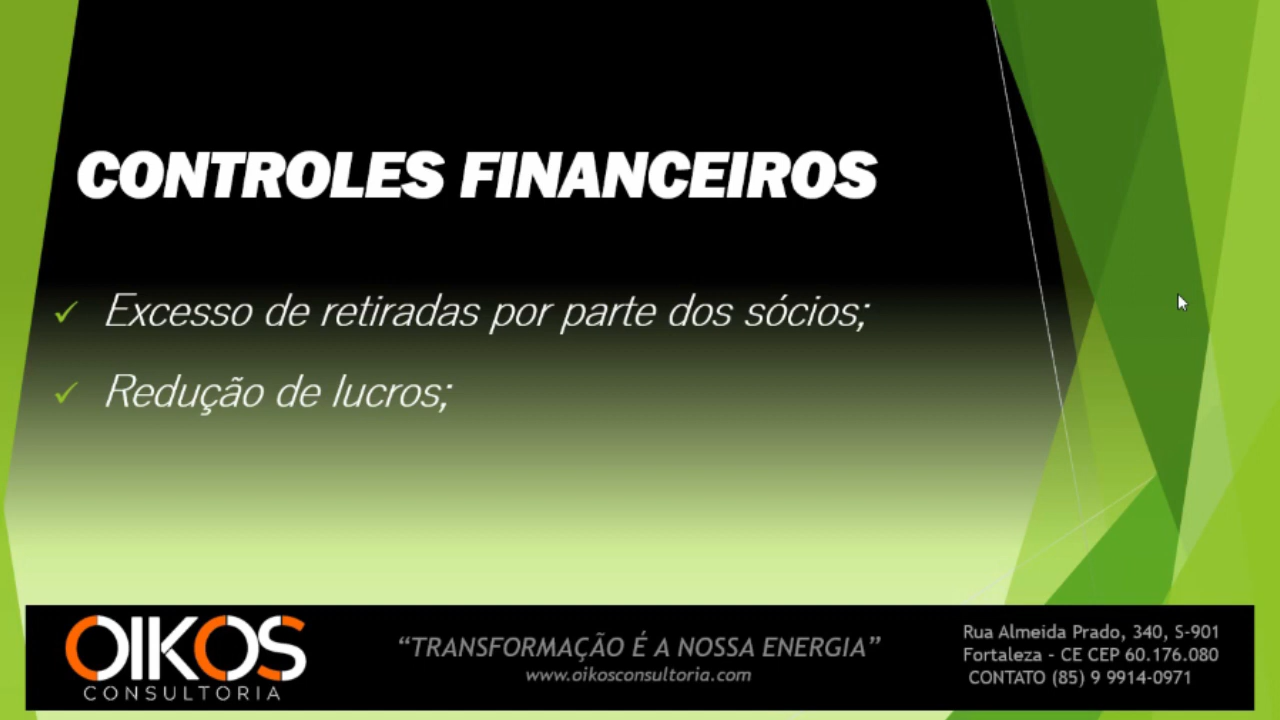 CONTROLES FINANCEIROS
Excesso de retiradas por parte dos sócios;
Redução de lucros;
OIKOS
CONSULTORIA
“TRANSFORMAÇÃO É A NOSSA ENERGIA”
www.oikosconsultoria.com
Rua Almeida Prado, 340, S-901
Fortaleza - CE CEP 60.176.080
CONTATO (85) 9 9914-0971